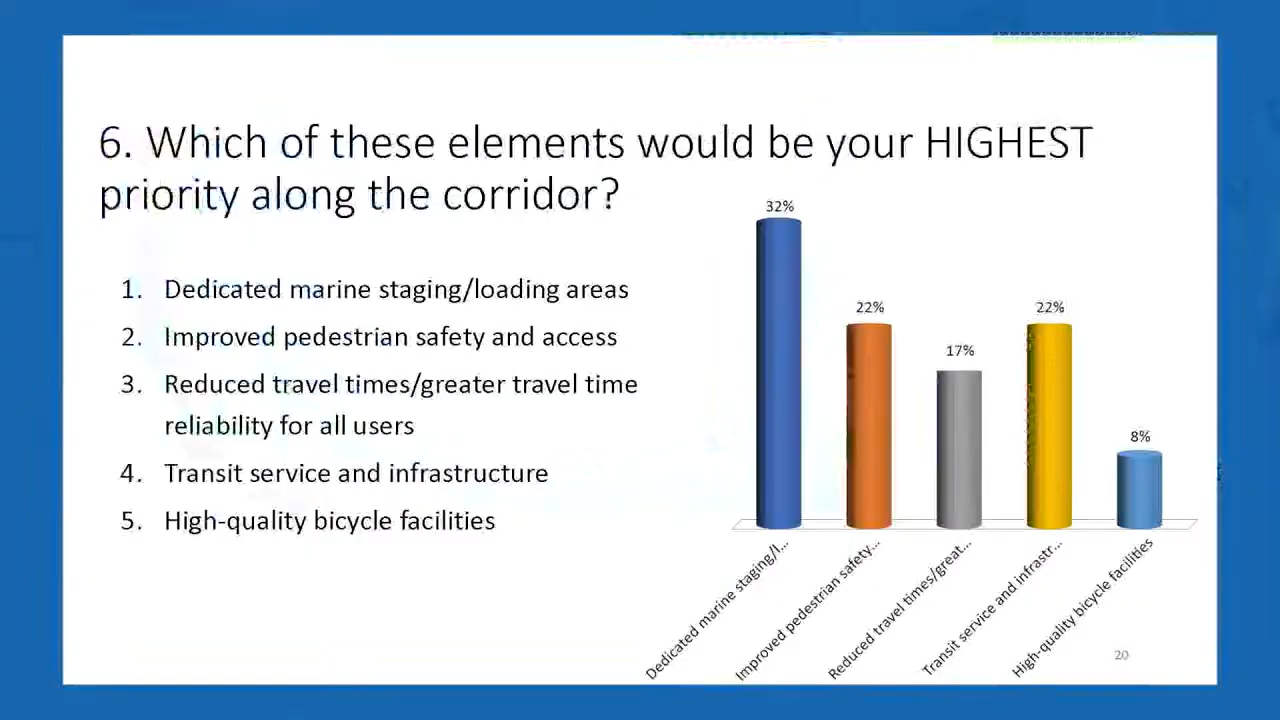 6. Which of these elements would be your HIGHEST
priority along the corridor?
1. Dedicated marine staging/loading areas
2. Improved pedestrian safety and access
3. Reduced travel times/greater travel time
reliability for all users
4. Transit service and infrastructure
5. High-quality bicycle facilities
32%
22%
17%
22%
8%
Dedicated marine staging/l...
Improved pedestrian safety...
Reduced travel times/great...
Transit service and infrastr...
High-quality bicycle facilities
20